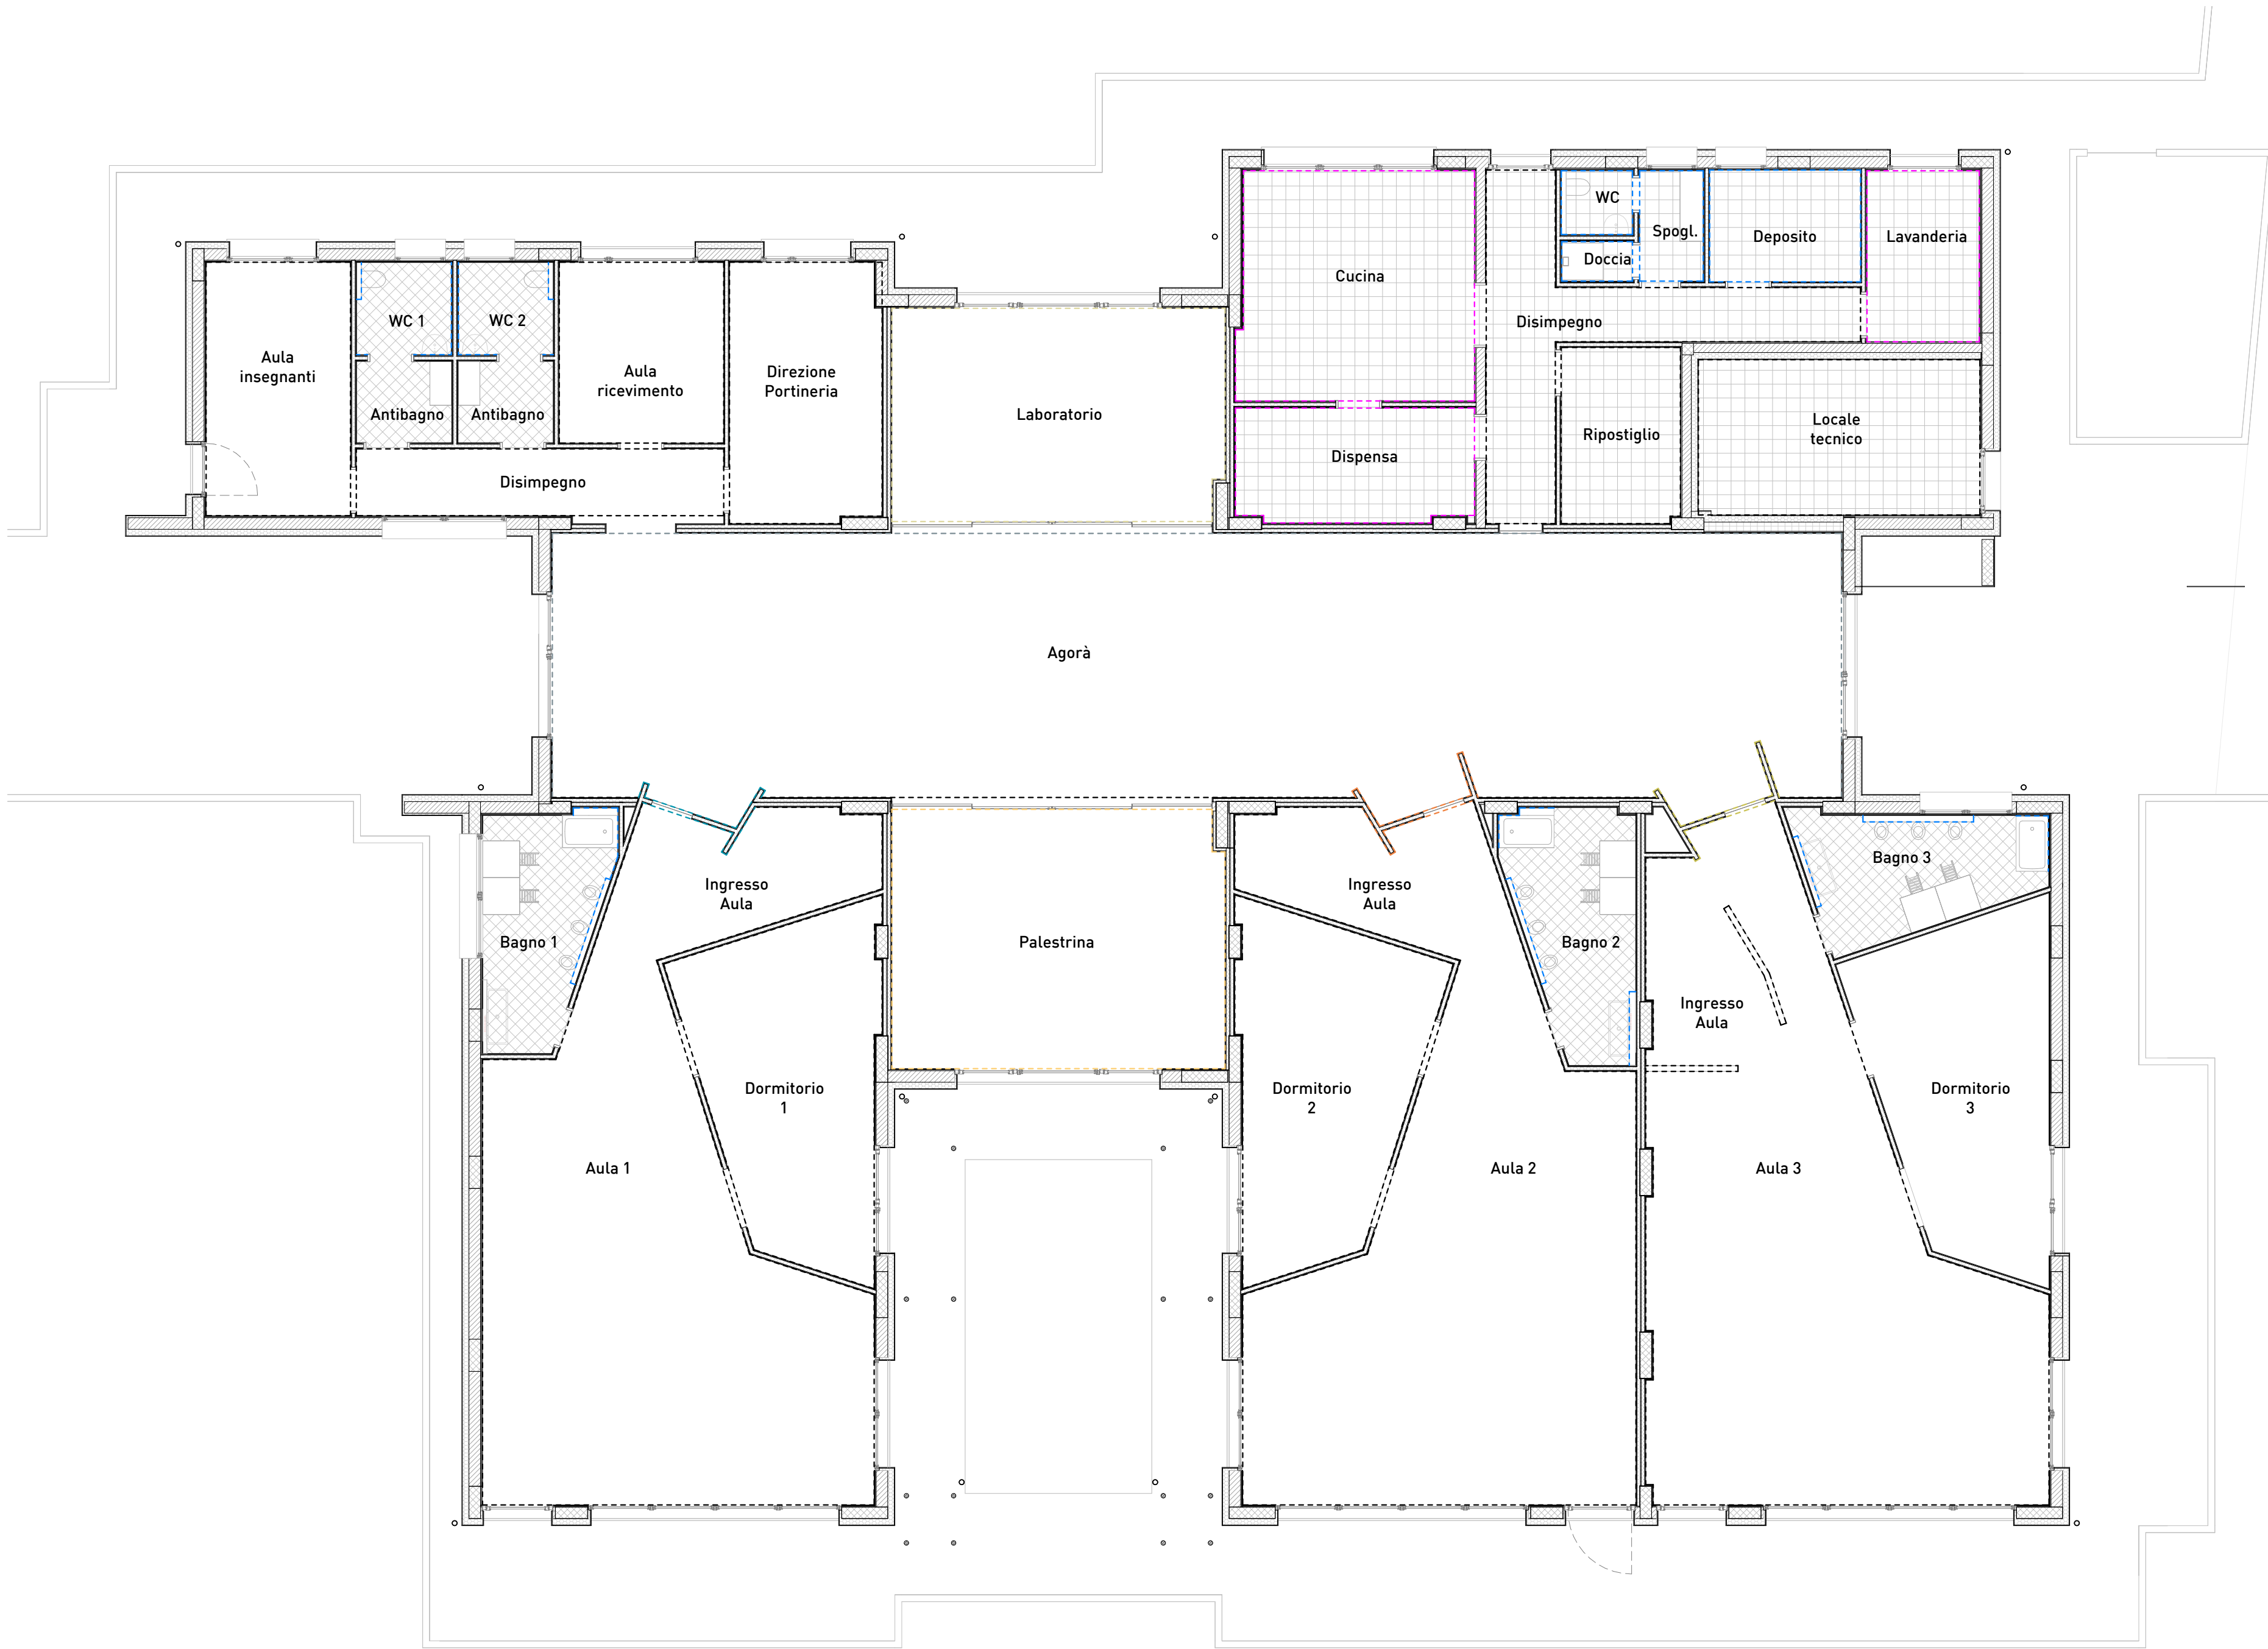 WC
Spogl.
Deposito
Lavanderia
Doccia
Cucina
WC 1
WC 2
Disimpegno
Aula
insegnanti
Aula
ricevimento
Direzione
Portineria
Antibagno
Antibagno
Laboratorio
Locale
tecnico
Ripostiglio
Dispensa
Disimpegno
Agorà
Bagno 3
Ingresso
Aula
Ingresso
Aula
Bagno 1
Palestrina
Bagno 2
Ingresso
Aula
Dormitorio
1
Dormitorio
2
Dormitorio
3
Aula 1
Aula 2
Aula 3